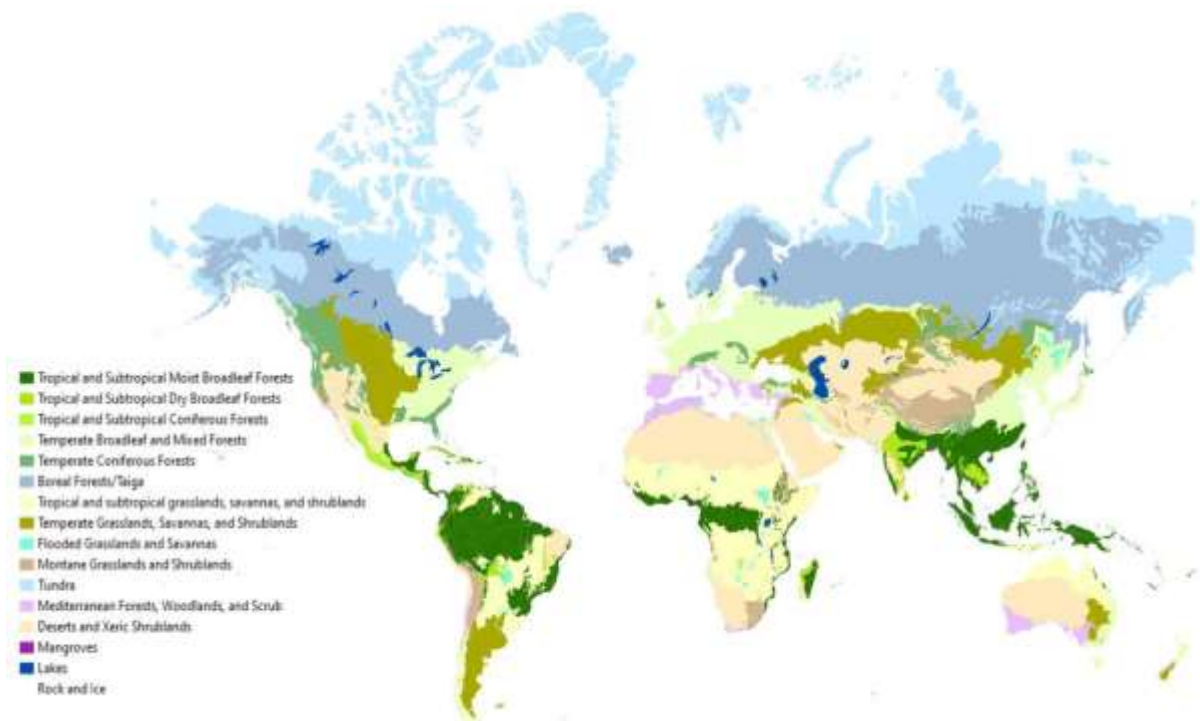 Tropical and Subtropical Moist Broadleaf Forests
Tropical and Subtropical Dry Broadleaf Forests
Tropical and Subtropical Coniferous Forests
Temperate Broadleaf and Mixed Forests
Temperate Coniferous Forests
Boreal Forests/Taiga
Tropical and subtropical grasslands, savannas, and shrublands
Temperate Grasslands, Savannas, and Shrublands
Flooded Grasslands and Savannas
Montane Grasslands and Shrublands
Tundra
Mediterranean Forests, Woodlands, and Scrub
Deserts and Xeric Shrublands
Mangroves
Lakes
Rock and Ice